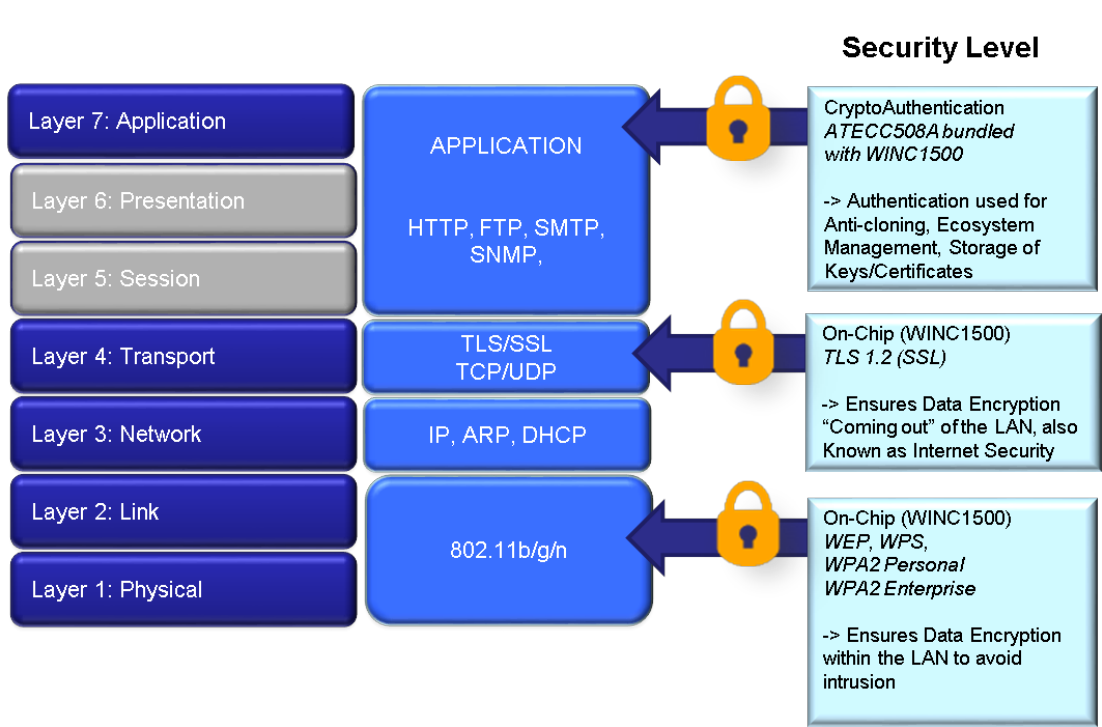 Security Level
Layer 7: Application
Layer 6: Presentation
Layer 5: Session
Layer 4: Transport
Layer 3: Network
Layer 2: Link
Layer 1: Physical
APPLICATION
HTTP, FTP, SMTP,
SNMP,
TLS/SSL
TCP/UDP
IP, ARP, DHCP
802.11b/g/n
CryptoAuthentication
ATECC508A bundled
with WINC1500
-> Authentication used for
Anti-cloning, Ecosystem
Management, Storage of
Keys/Certificates
On-Chip (WINC1500)
TLS 1.2 (SSL)
-> Ensures Data Encryption
“Coming out” of the LAN, also
Known as Internet Security
On-Chip (WINC1500)
WEP, WPS,
WPA2 Personal
WPA2 Enterprise
-> Ensures Data Encryption
within the LAN to avoid
intrusion